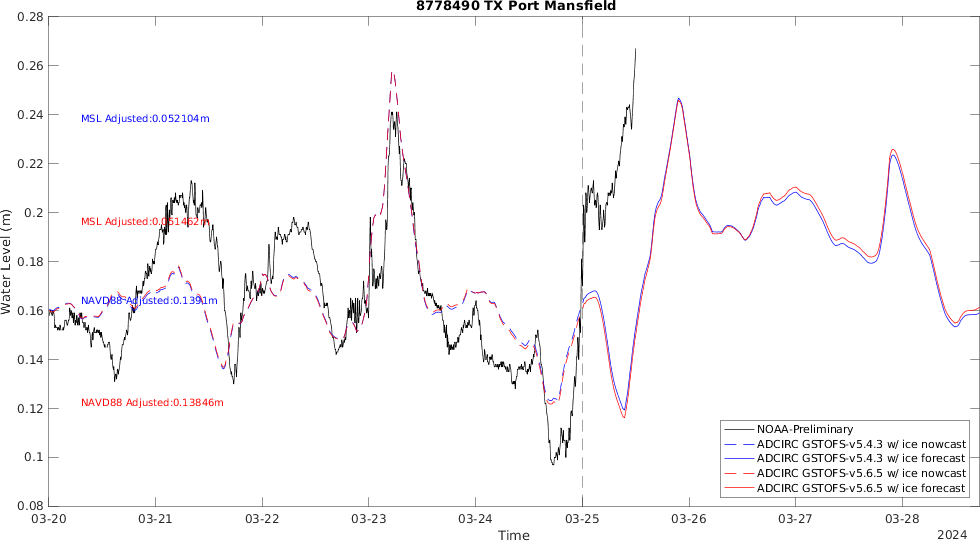 8778490 TX Port Mansfield
0.28
0.26
0.24
0.22
0.2
0.18
0.16
0.14
0.12
0.1
0.08
Water Level (m)
MSL Adjusted:0.052104m
MSL Adjusted:0.051462m
NAVD88 Adjusted:0.1391m
NAVD88 Adjusted:0.13846m
NOAA-Preliminary
ADCIRC GSTOFS-v5.4.3 w/ ice nowcast
ADCIRC GSTOFS-v5.4.3 w/ ice forecast
ADCIRC GSTOFS-v5.6.5 w/ ice nowcast
ADCIRC GSTOFS-v5.6.5 w/ ice forecast
03-20 03-21 03-22 03-23 03-24 03-25 03-26 03-27 03-28
Time
2024